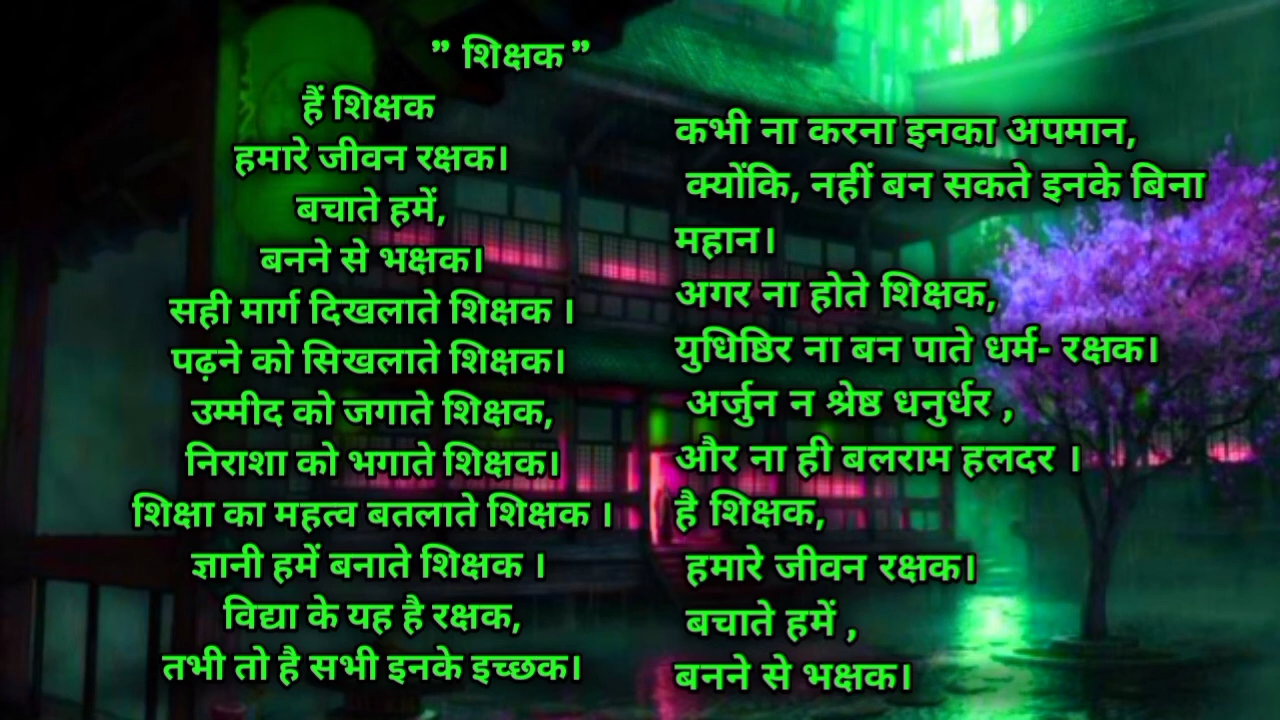 ” शिक्षक ”
हैं शिक्षक
हमारे जीवन रक्षक।
बचाते हमें,
बनने से भक्षक।
सही मार्ग दिखलाते शिक्षक ।
पढ़ने को सिखलाते शिक्षक।
उम्मीद को जगाते शिक्षक,
निराशा को भगाते शिक्षक।
शिक्षा का महत्व बतलाते शिक्षक ।
ज्ञानी हमें बनाते शिक्षक ।
विद्या के यह है रक्षक,
तभी तो है सभी इनके इच्छक।
कभी ना करना इनका अपमान,
क्योंकि, नहीं बन सकते इनके बिना
महान।
अगर ना होते शिक्षक,
युधिष्ठिर ना बन पाते धर्म- रक्षक।
अर्जुन न श्रेष्ठ धनुर्धर ,
और ना ही बलराम हलदर ।
है शिक्षक,
हमारे जीवन रक्षक।
बचाते हमें ,
बनने से भक्षक।